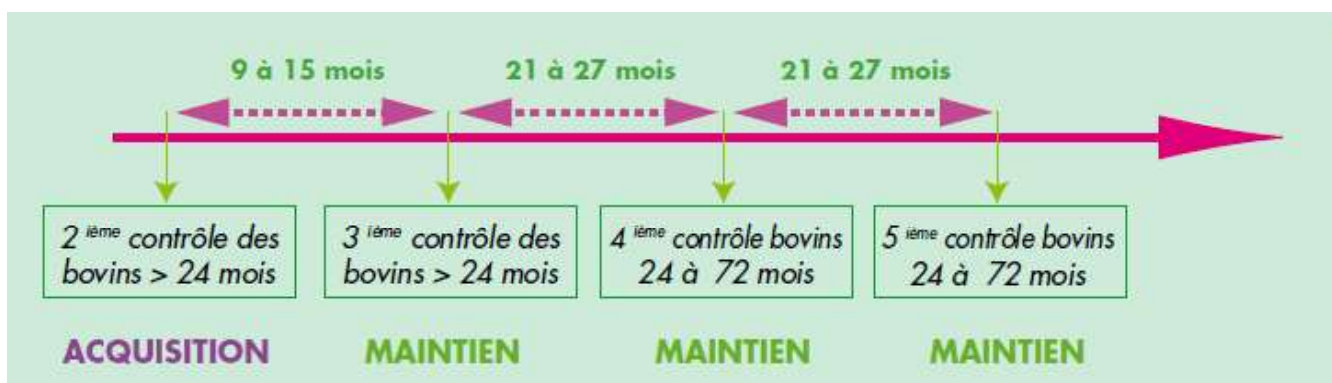 9 à 15 mois
21 à 27 mois
21 à 27 mois
2 ième contrôle des
bovins > 24 mois
3 ième contrôle des
bovins > 24 mois
4 ième contrôle bovins
24 à 72 mois
5 ième contrôle bovins
24 à 72 mois
ACQUISITION
MAINTIEN
MAINTIEN
MAINTIEN